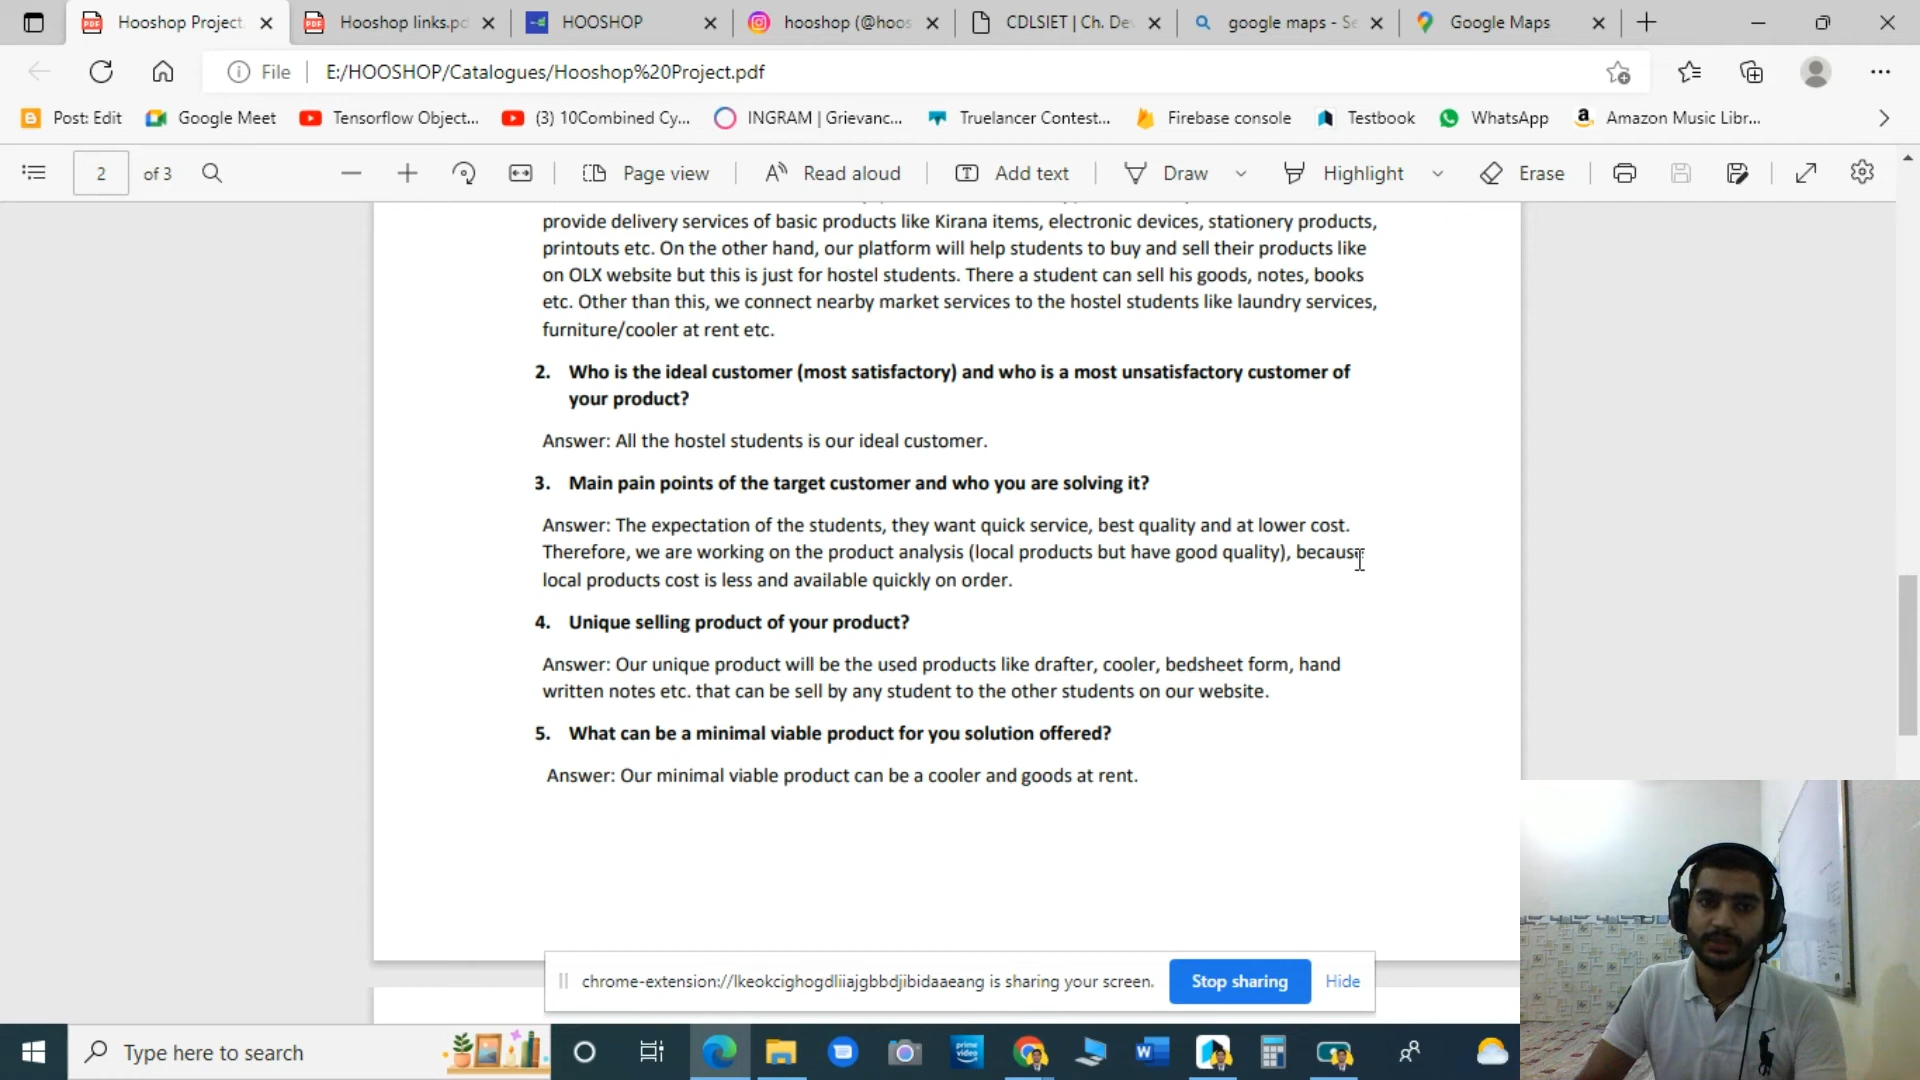 Hooshop Project
Hooshop links.pd
HOOSHOP
hooshop (@hoos
CDLSIET | Ch. De
google maps - Se
Google Maps
File
E:/HOOSHOP/Catalogues/Hooshop%20Project.pdf
Post: Edit
Google Meet
Tensorflow Object...
(3) 10Combined Cy...
INGRAM | Grievanc...
Truelancer Contest...
Firebase console
Testbook
WhatsApp
Amazon Music Libr...
2 of 3
Page view
Read aloud
Add text
Draw
Highlight
Erase
provide delivery services of basic products like Kirana items, electronic devices, stationery products,
printouts etc. On the other hand, our platform will help students to buy and sell their products like
on OLX website but this is just for hostel students. There a student can sell his goods, notes, books
etc. Other than this, we connect nearby market services to the hostel students like laundry services,
furniture/cooler at rent etc.
2. Who is the ideal customer (most satisfactory) and who is a most unsatisfactory customer of
your product?
Answer: All the hostel students is our ideal customer.
3. Main pain points of the target customer and who you are solving it?
Answer: The expectation of the students, they want quick service, best quality and at lower cost.
Therefore, we are working on the product analysis (local products but have good quality), because
local products cost is less and available quickly on order.
4. Unique selling product of your product?
Answer: Our unique product will be the used products like drafter, cooler, bedsheet form, hand
written notes etc. that can be sell by any student to the other students on our website.
5. What can be a minimal viable product for you solution offered?
Answer: Our minimal viable product can be a cooler and goods at rent.
chrome-extension://lkeokcighogdliiajgbbdjibidaaeang is sharing your screen.
Stop sharing
Hide
Type here to search
prime video